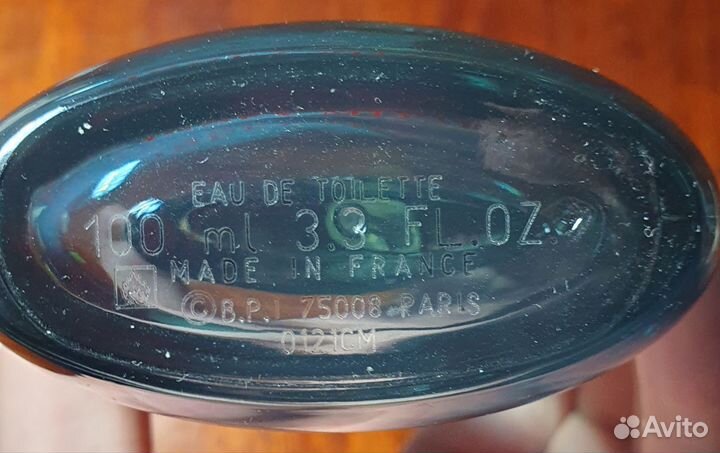 EAU DE TOILETTE
100 ml 3.3 FL.OZ.
MADE IN FRANCE
©B.P.I 75008 PARIS
0121CM
Avito